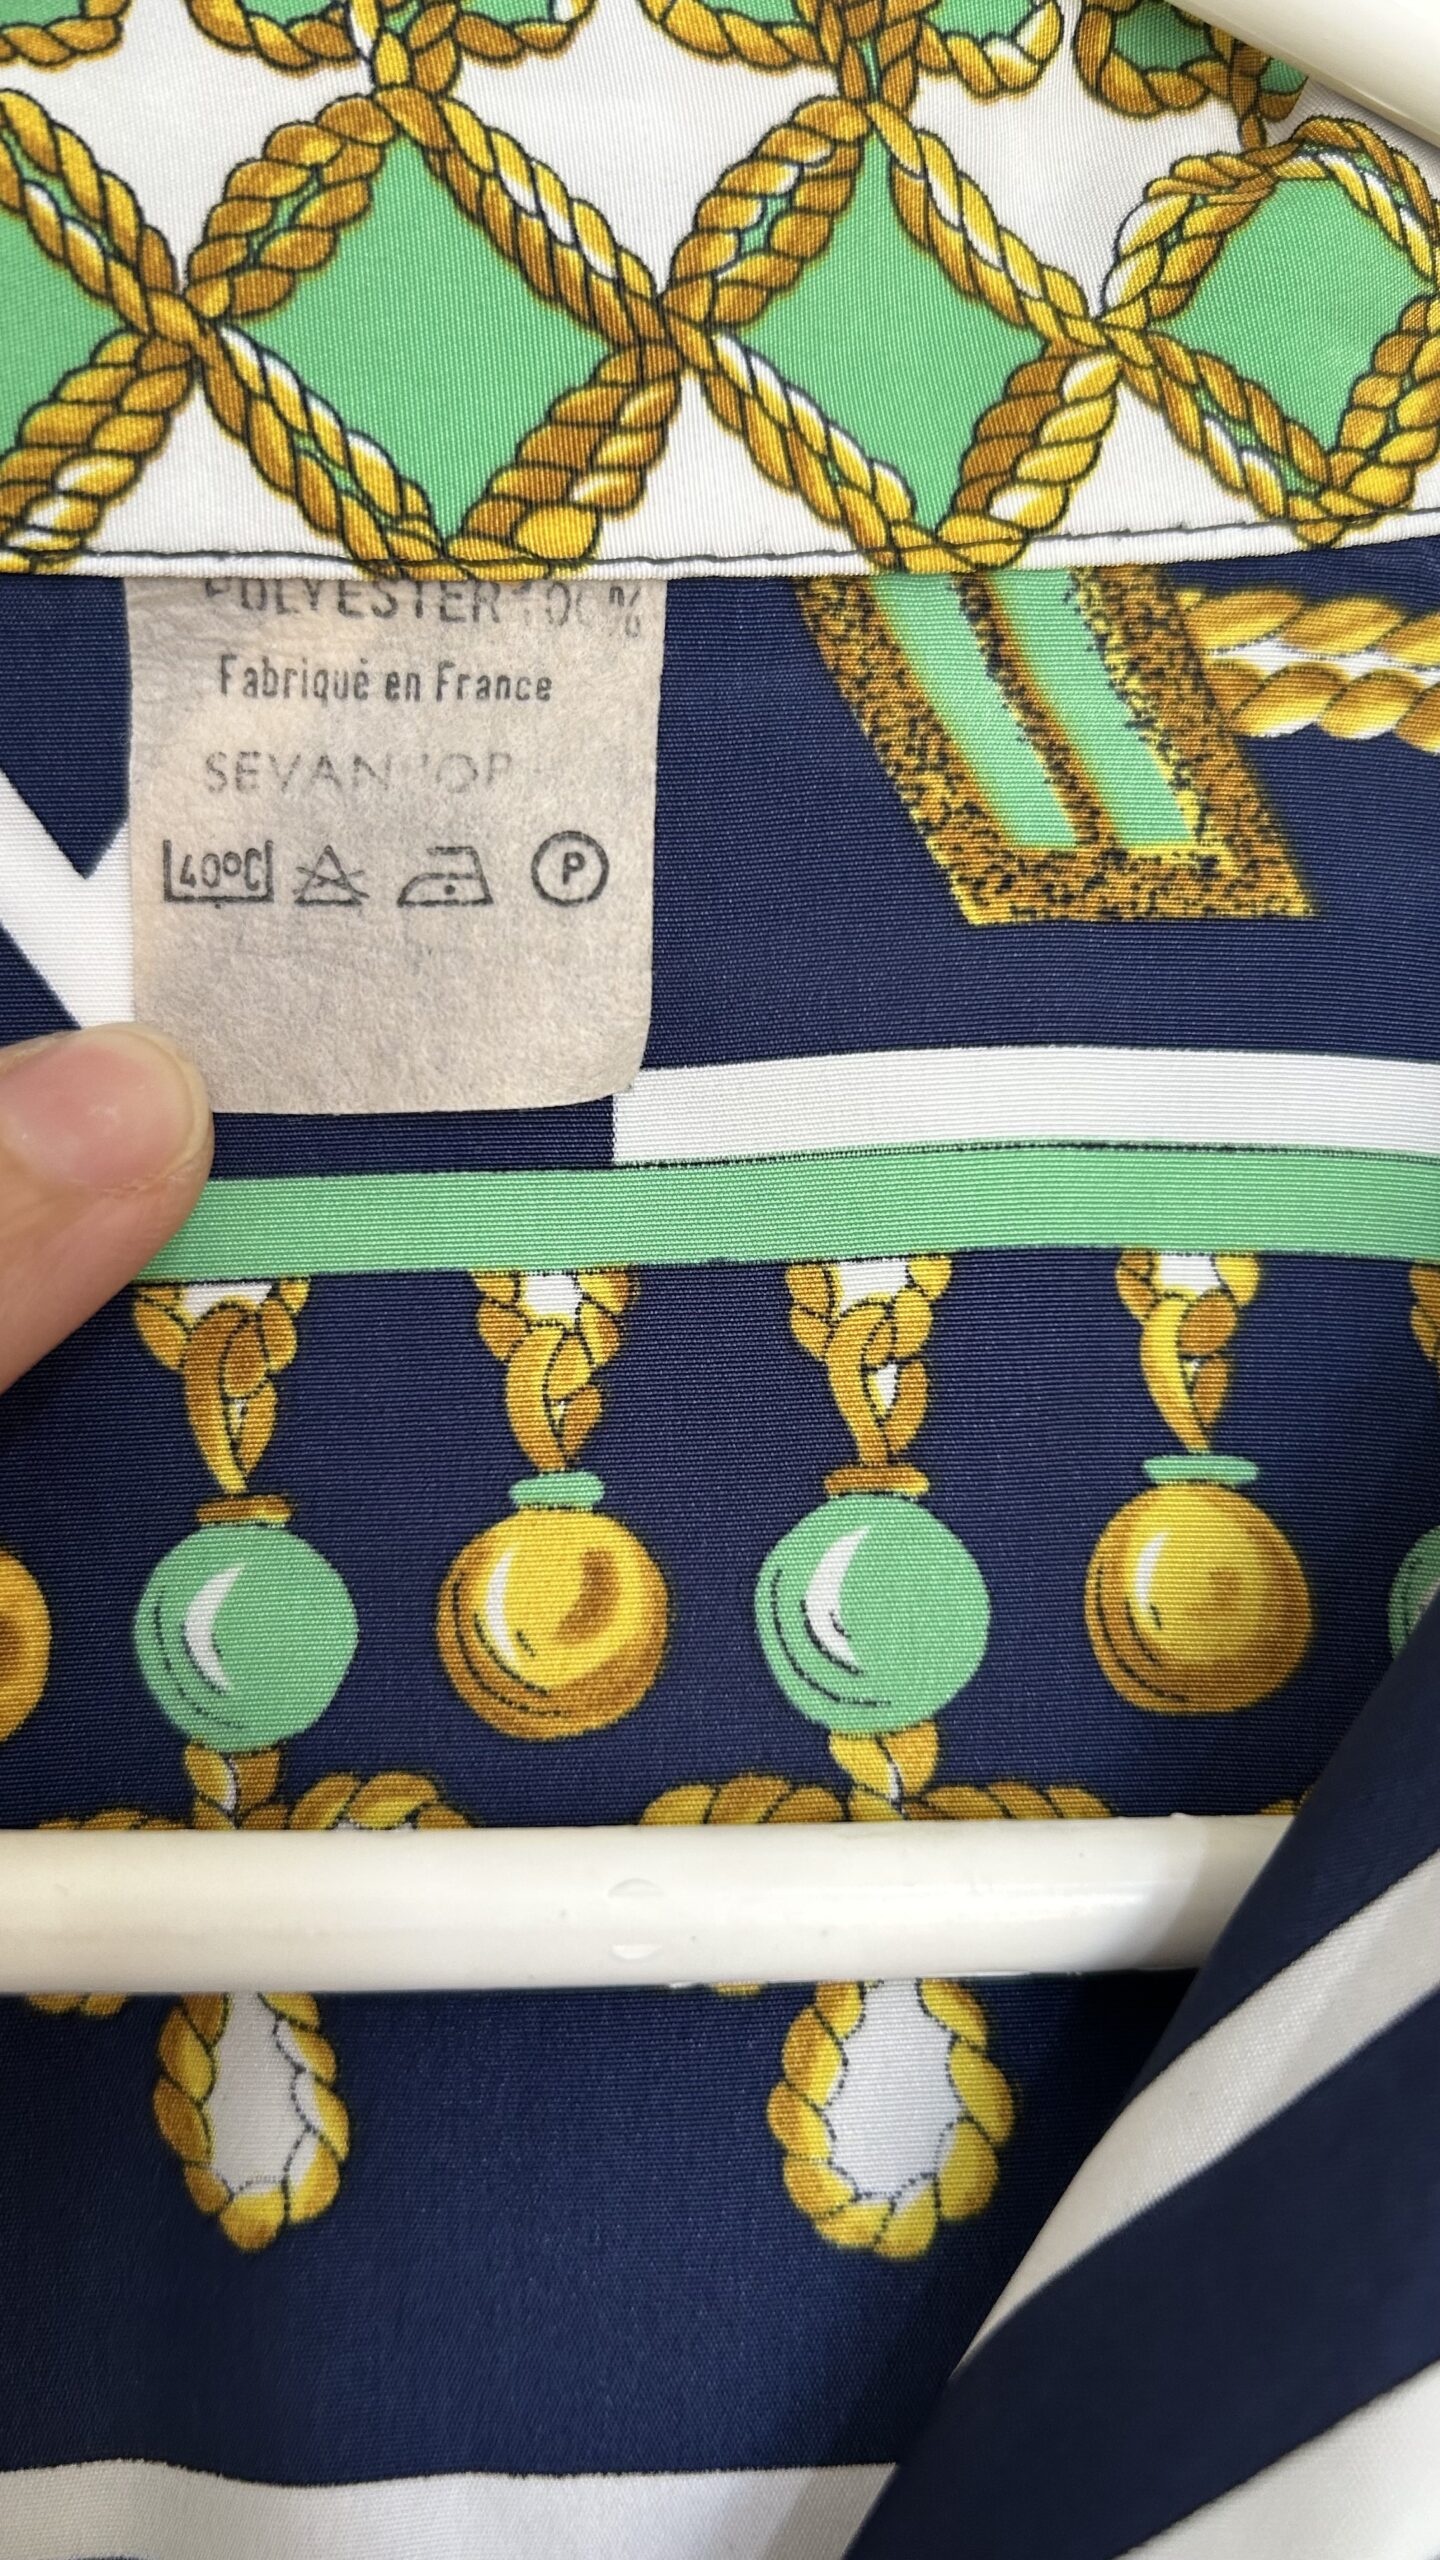 POLYESTER 100%
Fabriqué en France
40°C
P